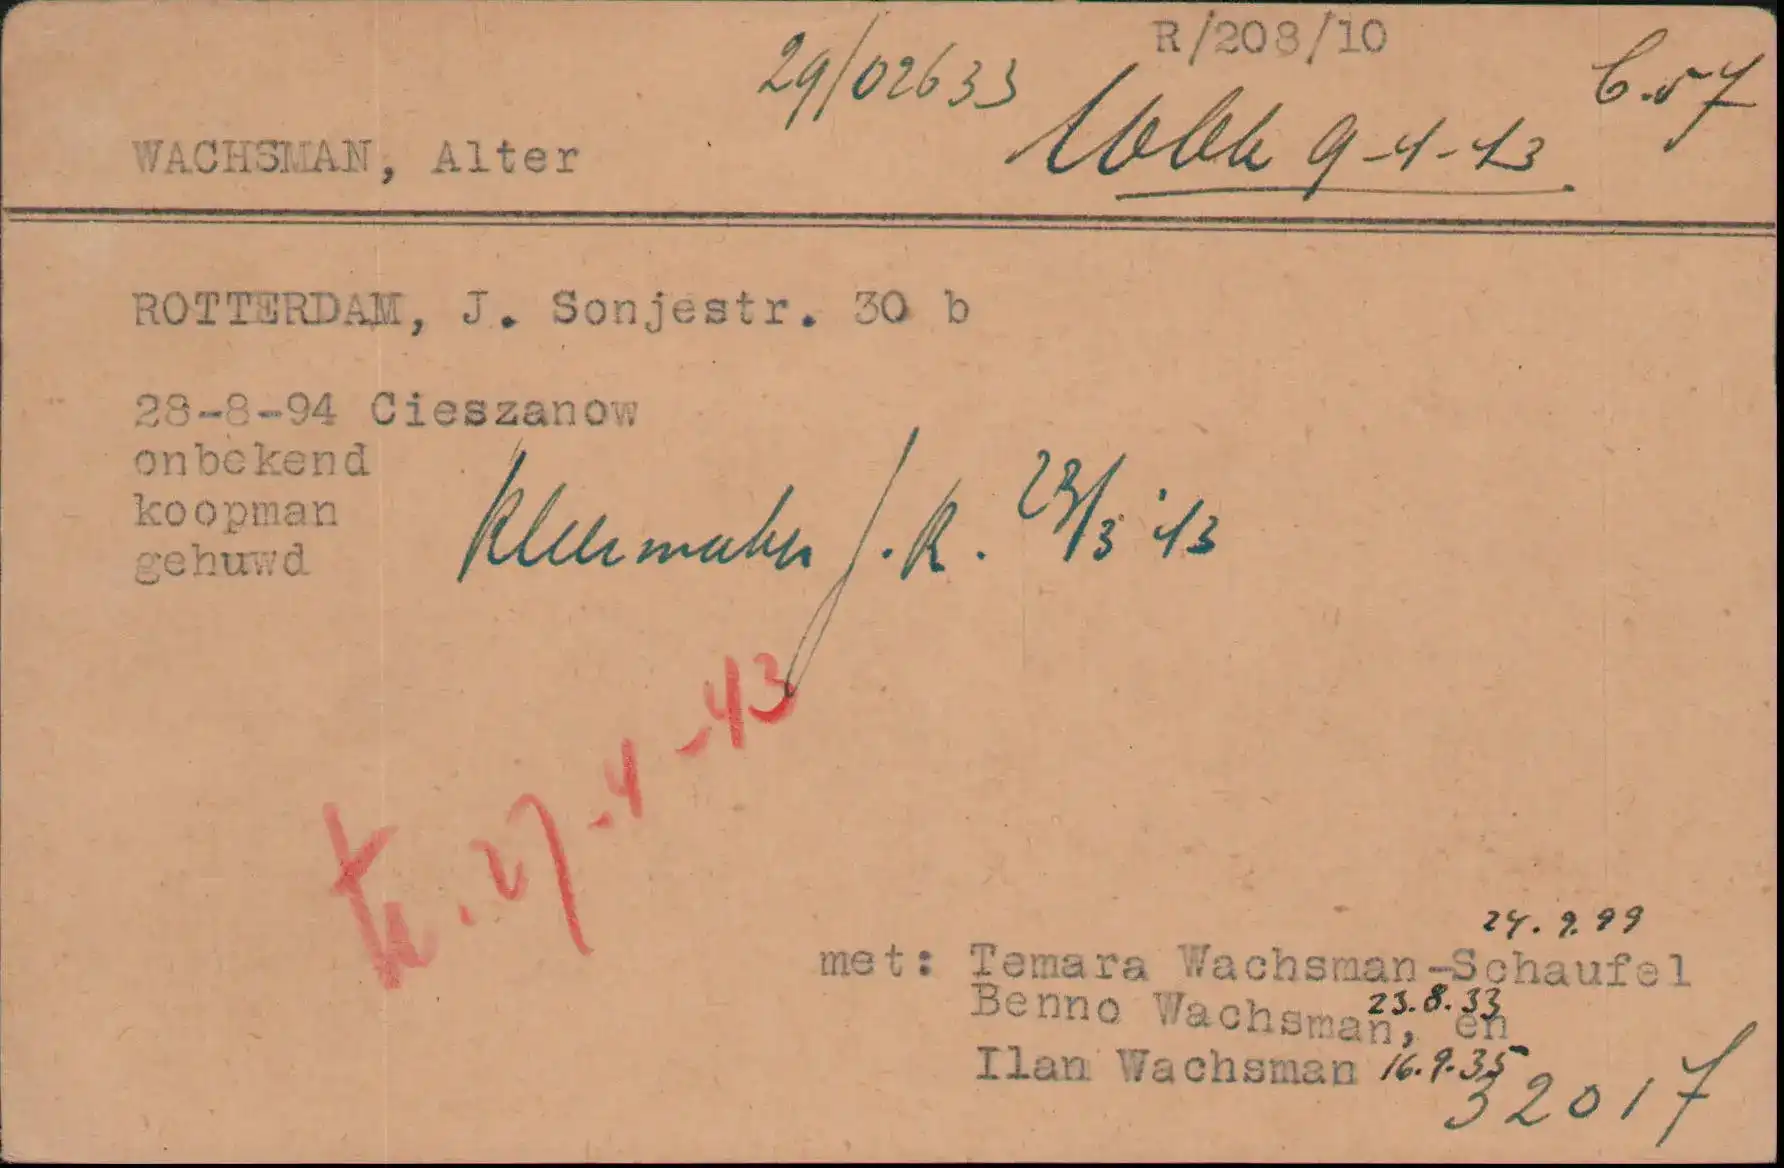 R/208/10
29/02633
C.57
WACHSMAN, Alter
9-4-43
ROTTERDAM, J. Sonjestr. 30 b
28-8-94 Cieszanow
onbekend
koopman
gehuwd
Kleermaker J.R. 23/3 '43
tr. 27-4-43
24.9.99
met: Temara Wachsman-Schaufel
23.8.33
Benno Wachsman, en
Ilan Wachsman 16.9.35
32017